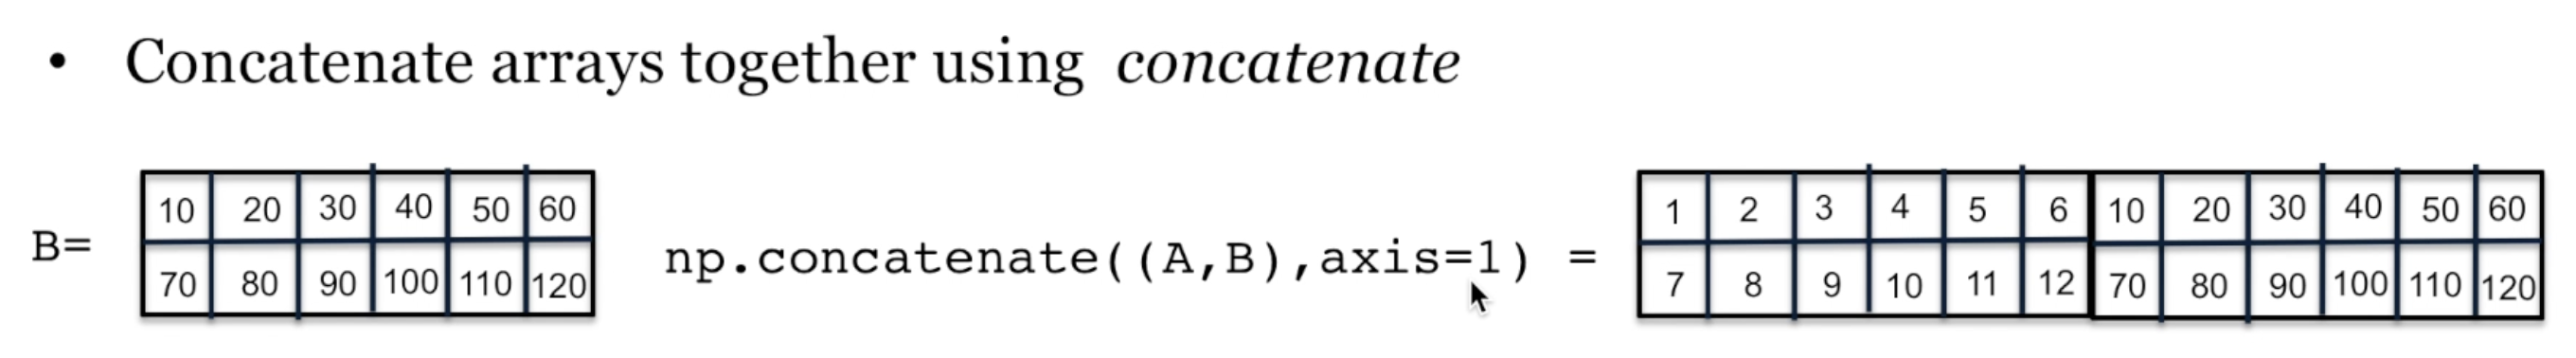 • Concatenate arrays together using concatenate
B=
10 20 30 40 50 60
70 80 90 100 110 120
np.concatenate((A,B),axis=1) =
1 2 3 4 5 6 10 20 30 40 50 60
7 8 9 10 11 12 70 80 90 100 110 120